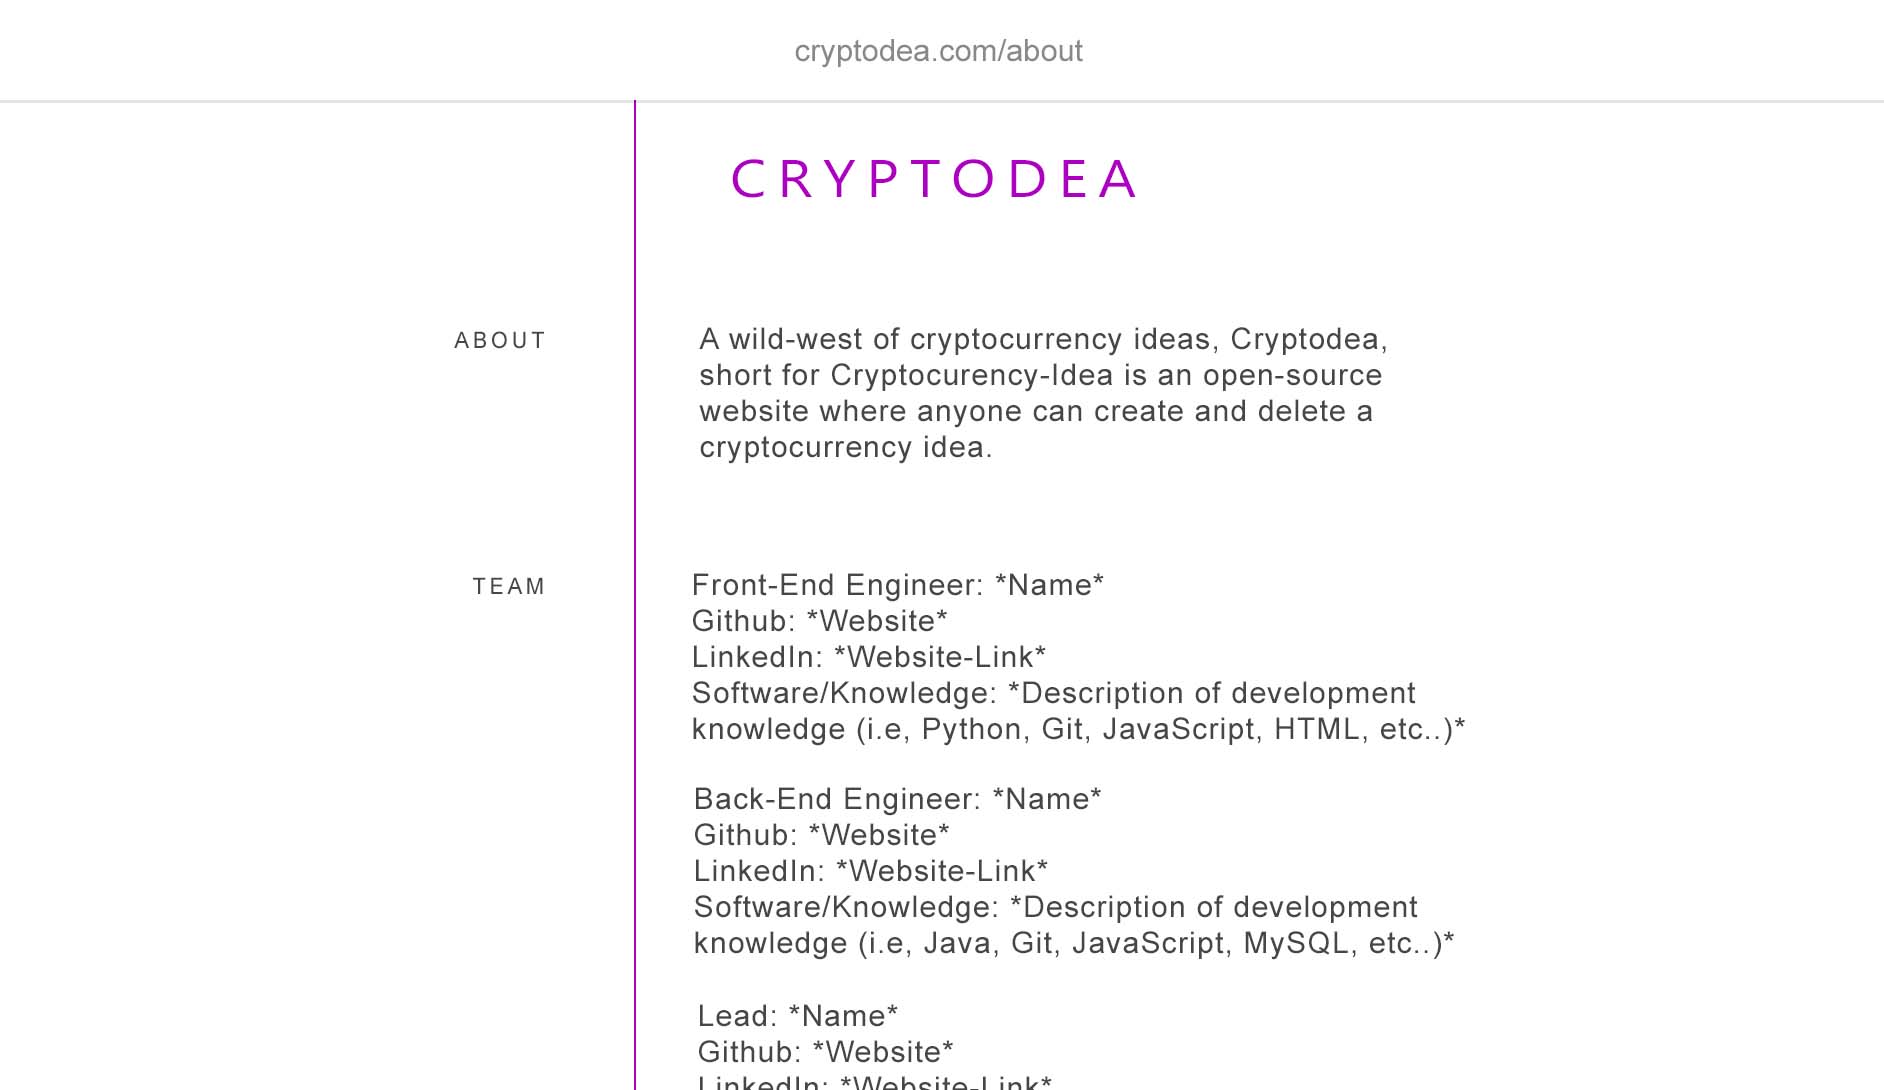 cryptodea.com/about
CRYPTODEA
ABOUT
A wild-west of cryptocurrency ideas, Cryptodea,
short for Cryptocurency-Idea is an open-source
website where anyone can create and delete a
cryptocurrency idea.
TEAM
Front-End Engineer: *Name*
Github: *Website*
LinkedIn: *Website-Link*
Software/Knowledge: *Description of development
knowledge (i.e, Python, Git, JavaScript, HTML, etc..)*
Back-End Engineer: *Name*
Github: *Website*
LinkedIn: *Website-Link*
Software/Knowledge: *Description of development
knowledge (i.e, Java, Git, JavaScript, MySQL, etc..)*
Lead: *Name*
Github: *Website*
LinkedIn: *Website-Link*